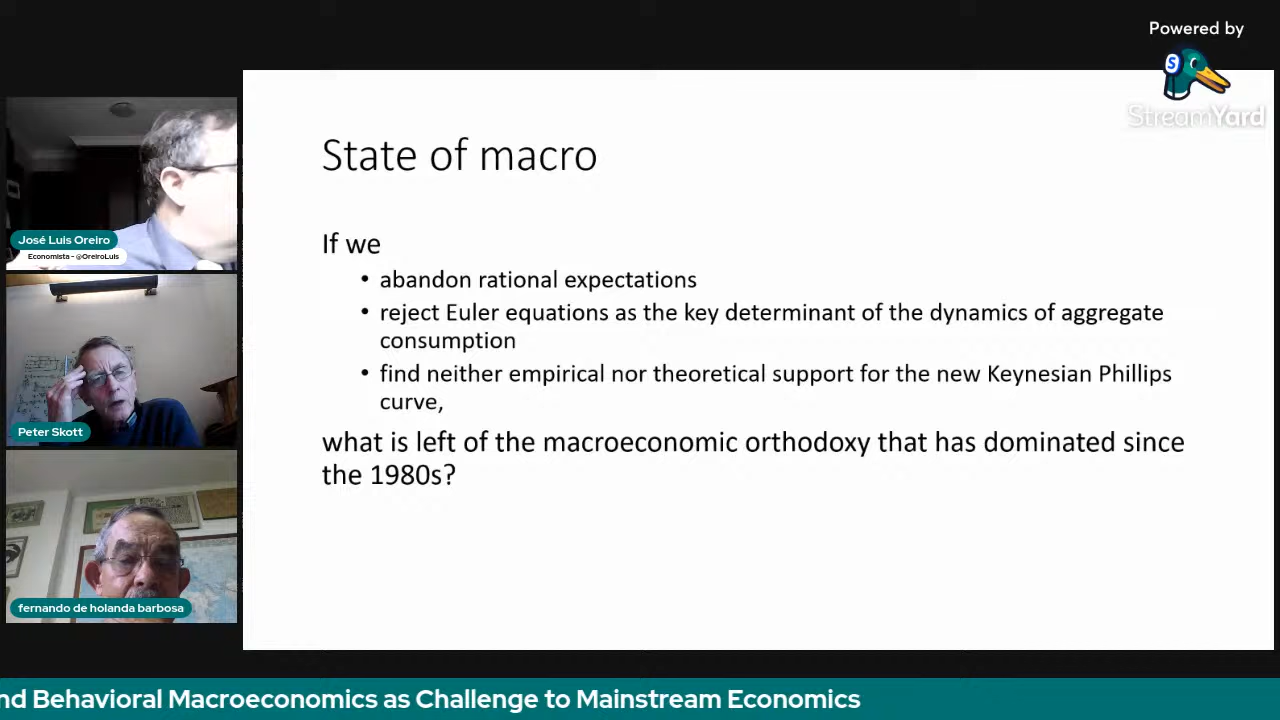 Powered by
S
StreamYard
State of macro
If we
• abandon rational expectations
• reject Euler equations as the key determinant of the dynamics of aggregate
consumption
• find neither empirical nor theoretical support for the new Keynesian Phillips
curve,
what is left of the macroeconomic orthodoxy that has dominated since
the 1980s?
José Luis Oreiro
Economista - @OreiroLuis
Peter Skott
fernando de holanda barbosa
nd Behavioral Macroeconomics as Challenge to Mainstream Economics